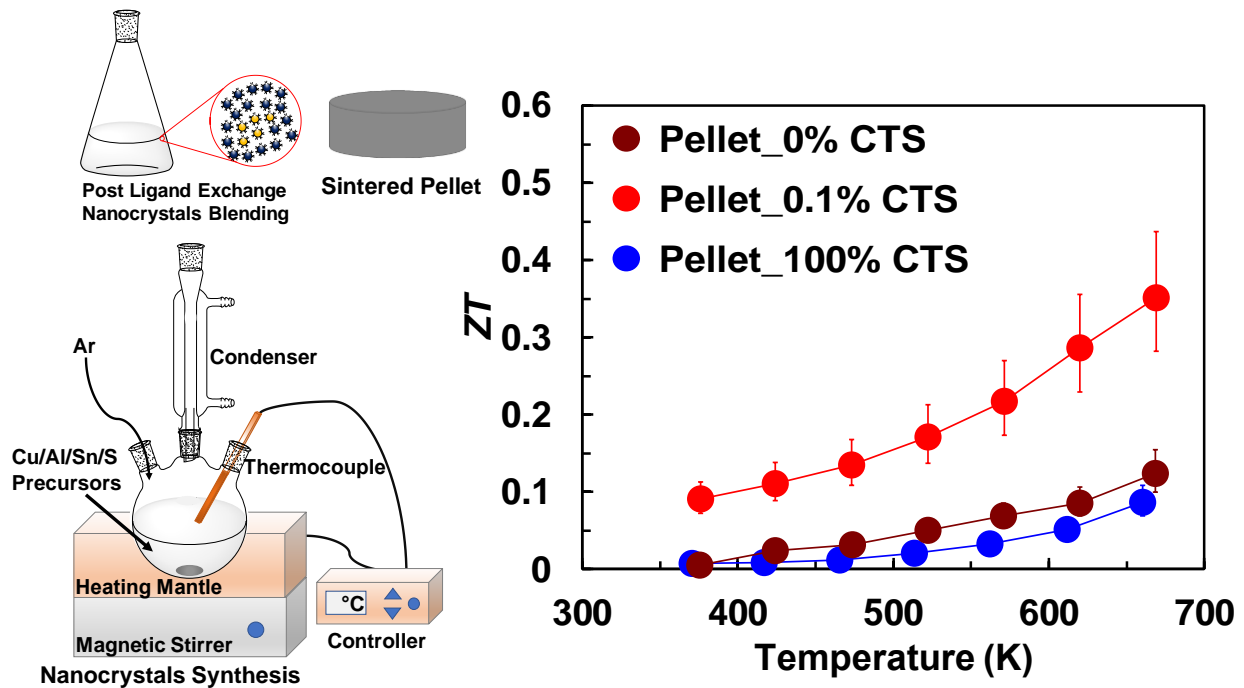 Post Ligand Exchange
Nanocrystals Blending
Sintered Pellet
Ar
Condenser
Cu/Al/Sn/S
Precursors
Thermocouple
Heating Mantle
°C
Magnetic Stirrer
Controller
Nanocrystals Synthesis
0.6
0.5
0.4
0.3
0.2
0.1
0
ZT
Pellet_0% CTS
Pellet_0.1% CTS
Pellet_100% CTS
300
400
500
600
700
Temperature (K)